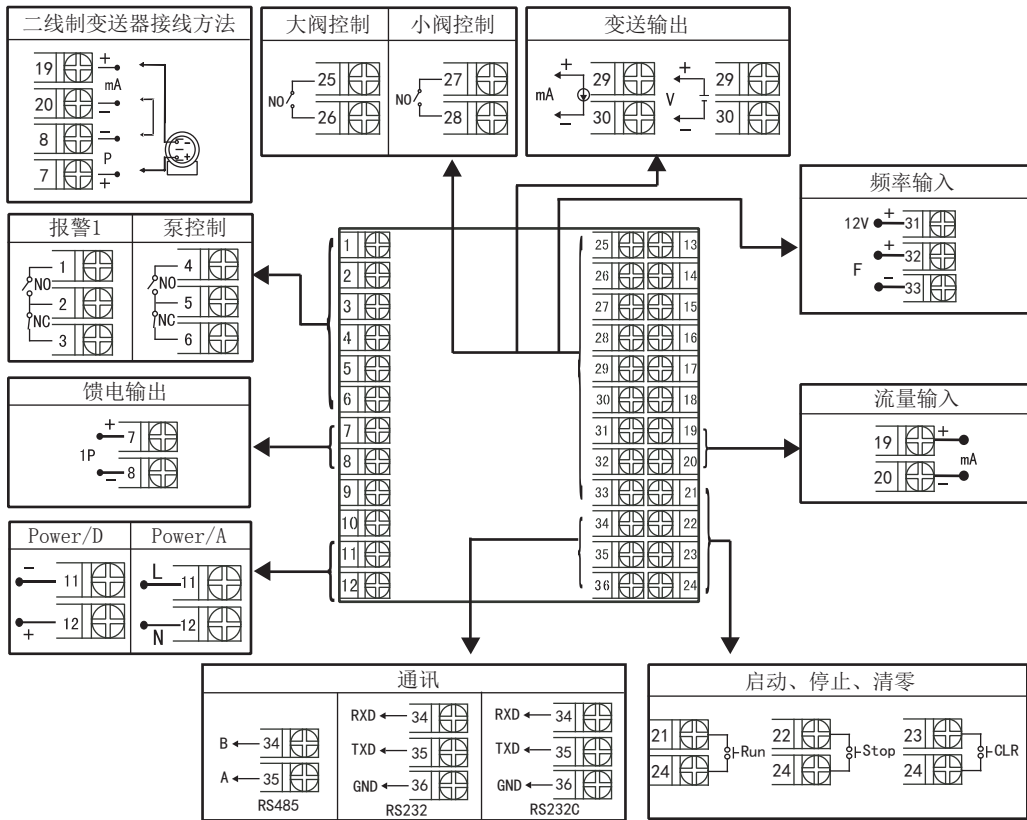 二线制变送器接线方法
19 + mA
20 −
8 − P
7 +
大阀控制 小阀控制
NO 25 26
NO 27 28
变送输出
+ mA − 29 30
+ V − 29 30
频率输入
12V + 31
F + 32
− 33
报警1 泵控制
1 NO 2 NC 3
4 NO 5 NC 6
馈电输出
1P + 7
− 8
Power/D Power/A
− 11
+ 12
L 11
N 12
1 25 13
2 26 14
3 27 15
4 28 16
5 29 17
6 30 18
7 31 19
8 32 20
9 33 21
10 34 22
11 35 23
12 36 24
流量输入
19 + mA
20 −
通讯
B 34
A 35
RS485
RXD 34
TXD 35
GND 36
RS232
RXD 34
TXD 35
GND 36
RS232C
启动、停止、清零
21 24 Run
22 24 Stop
23 24 CLR